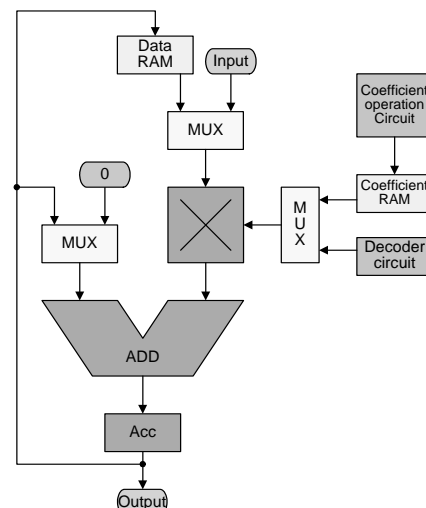 Data
RAM
Input
Coefficient
operation
Circuit
MUX
0
Coefficient
RAM
M
U
X
MUX
Decoder
circuit
ADD
Acc
Output